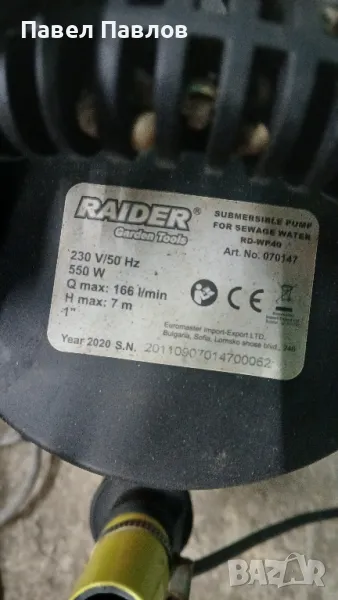 Павел Павлов
RAIDER®
Garden Tools
SUBMERSIBLE PUMP
FOR SEWAGE WATER
RD-WP40
Art. No. 070147
230 V/50 Hz
550 W
Q max: 166 l/min
H max: 7 m
1"
CE
Euromaster Import-Export LTD,
Bulgaria, Sofia, Lomsko shose blvd., 246
Year 2020 S.N. 20110907014700062
BAZAR